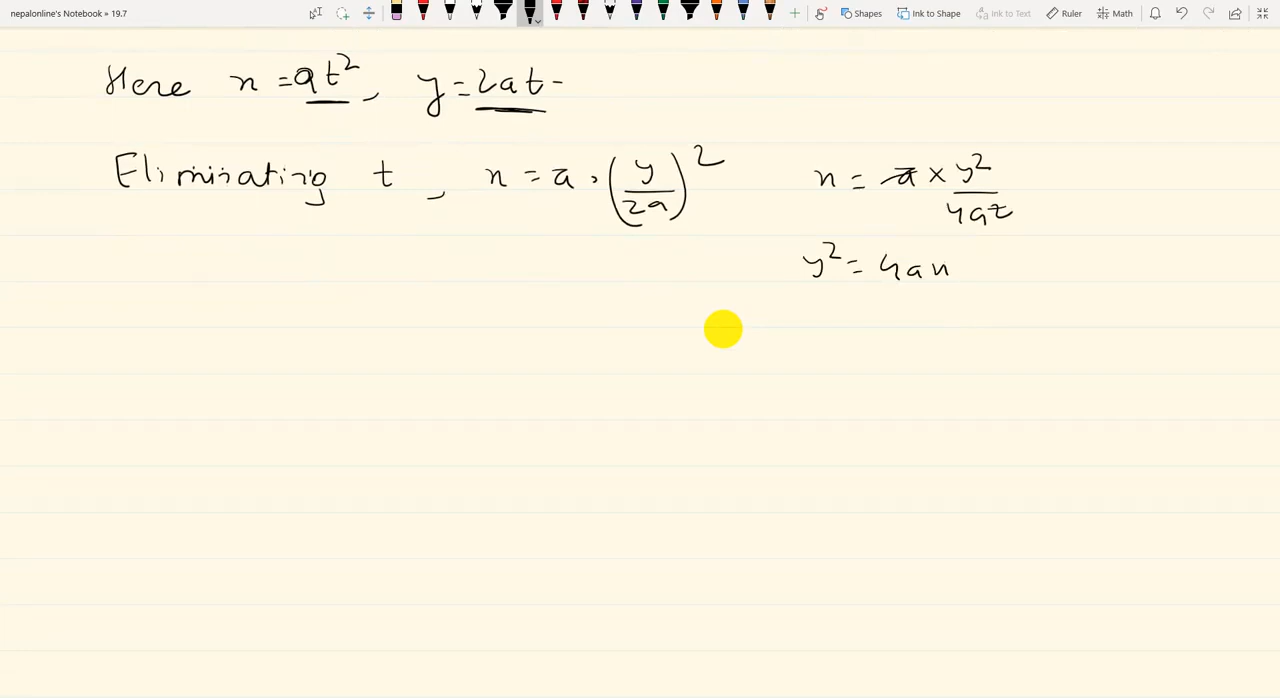 nepalonline's Notebook » 19.7
Shapes Ink to Shape Ink to Text Ruler Math
Here x = at², y = 2at
Eliminating t, x = a · (y/2a)²
x = a × y²/4a²
y² = 4ax